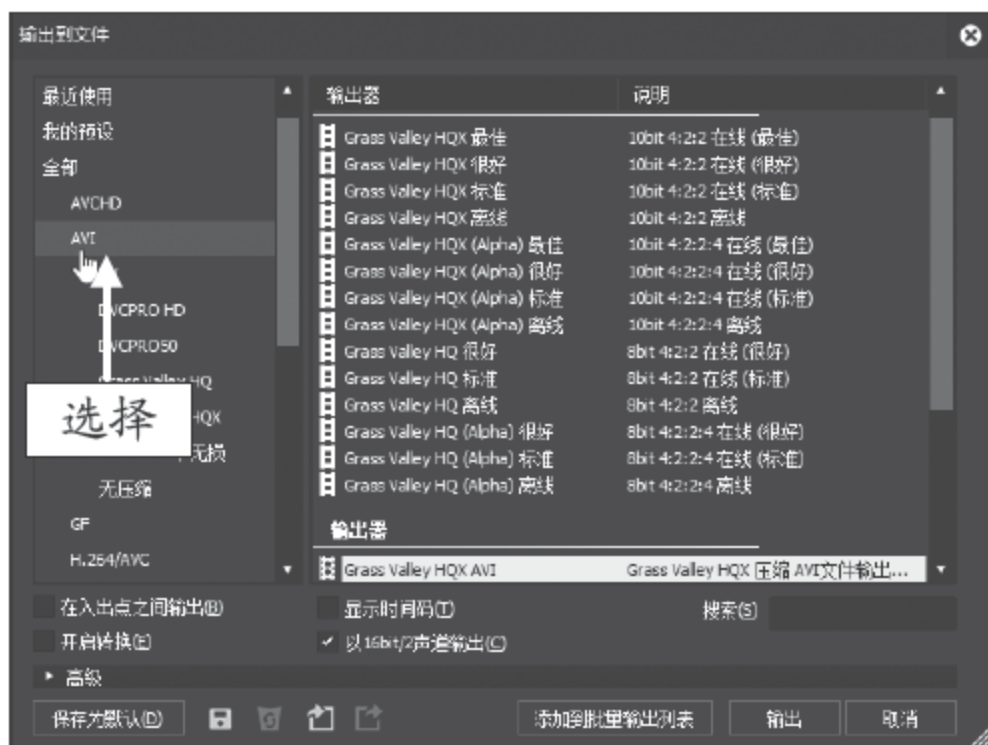 输出到文件
最近使用
我的预设
全部
AVCHD
AVI
DVCPRO HD
DVCPRO50
Grass Valley HQ
HQX
无损
无压缩
GF
H.264/AVC
选择
输出器 说明
Grass Valley HQX 最佳 10bit 4:2:2 在线 (最佳)
Grass Valley HQX 很好 10bit 4:2:2 在线 (很好)
Grass Valley HQX 标准 10bit 4:2:2 在线 (标准)
Grass Valley HQX 离线 10bit 4:2:2 离线
Grass Valley HQX (Alpha) 最佳 10bit 4:2:2:4 在线 (最佳)
Grass Valley HQX (Alpha) 很好 10bit 4:2:2:4 在线 (很好)
Grass Valley HQX (Alpha) 标准 10bit 4:2:2:4 在线 (标准)
Grass Valley HQX (Alpha) 离线 10bit 4:2:2:4 离线
Grass Valley HQ 很好 8bit 4:2:2 在线 (很好)
Grass Valley HQ 标准 8bit 4:2:2 在线 (标准)
Grass Valley HQ 离线 8bit 4:2:2 离线
Grass Valley HQ (Alpha) 很好 8bit 4:2:2:4 在线 (很好)
Grass Valley HQ (Alpha) 标准 8bit 4:2:2:4 在线 (标准)
Grass Valley HQ (Alpha) 离线 8bit 4:2:2:4 离线
输出器
Grass Valley HQX AVI Grass Valley HQX 压缩 AVI文件输出...
在入出点之间输出(B) 显示时间码(T) 搜索(S)
开启转换(E) 以16bit/2声道输出(C)
高级
保存为默认(D) 添加到批量输出列表 输出 取消